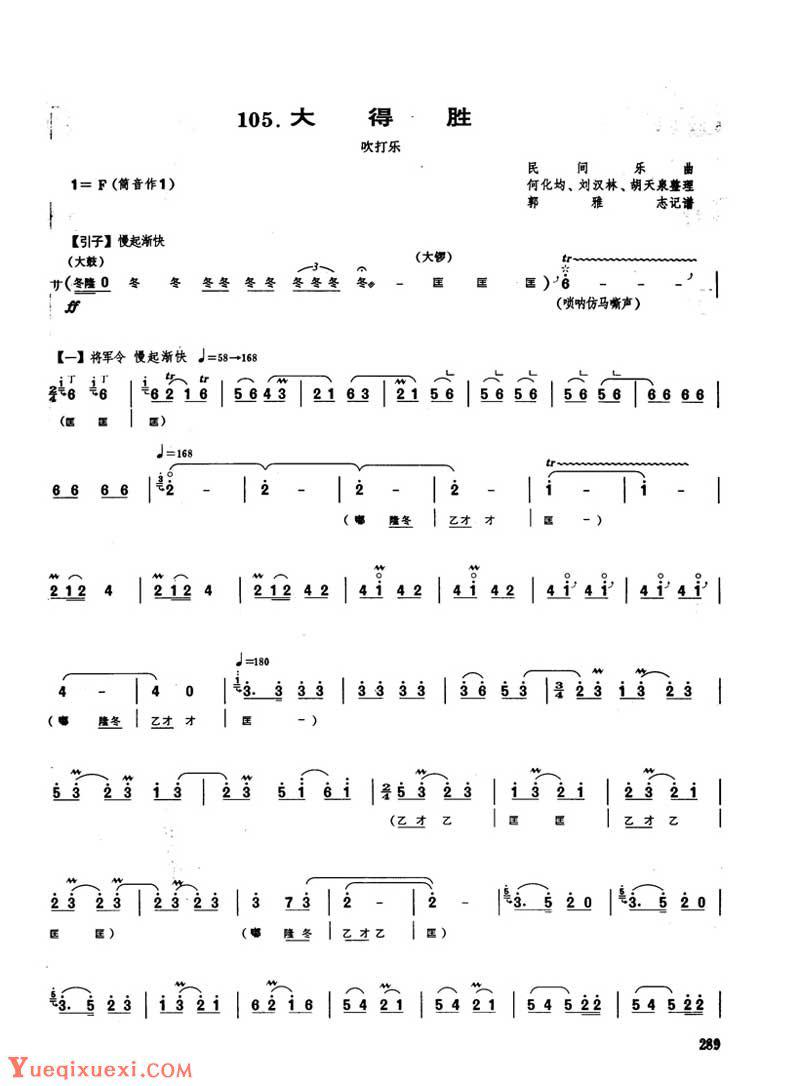 105. 大 得 胜
吹打乐
1= F (筒音作1)
民 间 乐 曲
何化均、刘汉林、胡天泉整理
郭 雅 志记谱
【引子】慢起渐快
(大鼓)
(大锣)
tr
サ (冬隆 0 冬 冬 冬冬 冬冬 冬冬冬 冬 - 匡 匡 匡) 6 - - -
ff
(唢呐仿马嘶声)
【一】将军令 慢起渐快 ♩=58→168
2/4 6 6 | 6 2 1 6 | 5 6 4 3 | 2 1 6 3 | 2 1 5 6 | 5 6 5 6 | 5 6 5 6 | 6 6 6 6 |
(匡 匡 匡)
♩=168
6 6 6 6 | 2 - | 2 - | 2 - | 2 - | 1 - | 1 - |
(嘟 隆冬 | 乙才 才 | 匡 -)
2 1 2 4 | 2 1 2 4 | 2 1 2 4 2 | 4 1 4 2 | 4 1 4 2 | 4 1 4 1 | 4 1 4 1 |
♩=180
4 - | 4 0 | 3. 3 3 3 | 3 3 3 3 | 3 6 5 3 | 3/4 2 3 1 3 2 3 |
(嘟 隆冬 | 乙才 才 | 匡 -)
5 3 2 3 1 3 | 2 3 5 1 6 1 | 2/4 5 3 2 3 | 1 3 2 1 | 2 3 2 1 |
(乙才 乙 | 匡 匡 | 乙才 乙
2 3 2 3 | 2 3 2 1 | 3 7 3 | 2 - | 2 - | 3. 5 2 0 | 3. 5 2 0 |
匡 匡) (嘟 隆冬 | 乙才 乙 | 匡)
3. 5 2 3 | 1 3 2 1 | 6 2 1 6 | 5 4 2 1 | 5 4 2 1 | 5 4 5 2 2 | 5 4 5 2 2 |
289
乐器学习网
Yueqixuexi.com